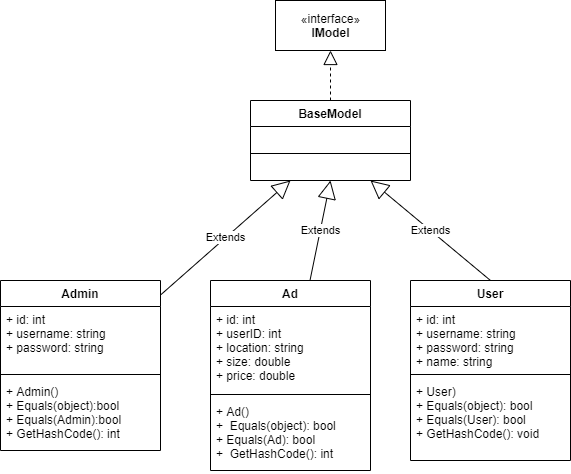 «interface»
IModel
BaseModel
Extends
Extends
Extends
Admin
+ id: int
+ username: string
+ password: string
+ Admin()
+ Equals(object):bool
+ Equals(Admin):bool
+ GetHashCode(): int
Ad
+ id: int
+ userID: int
+ location: string
+ size: double
+ price: double
+ Ad()
+ Equals(object): bool
+ Equals(Ad): bool
+ GetHashCode(): int
User
+ id: int
+ username: string
+ password: string
+ name: string
+ User)
+ Equals(object): bool
+ Equals(User): bool
+ GetHashCode(): void